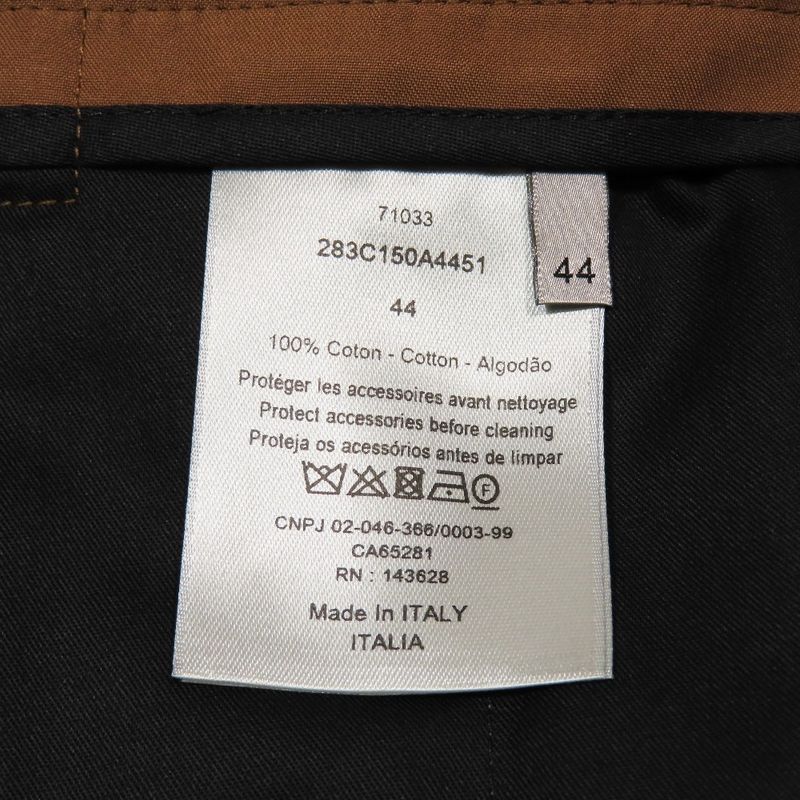 71033
283C150A4451
44
44
100% Coton - Cotton - Algodão
Protéger les accessoires avant nettoyage
Protect accessories before cleaning
Proteja os acessórios antes de limpar
F
CNPJ 02-046-366/0003-99
CA65281
RN : 143628
Made In ITALY
ITALIA